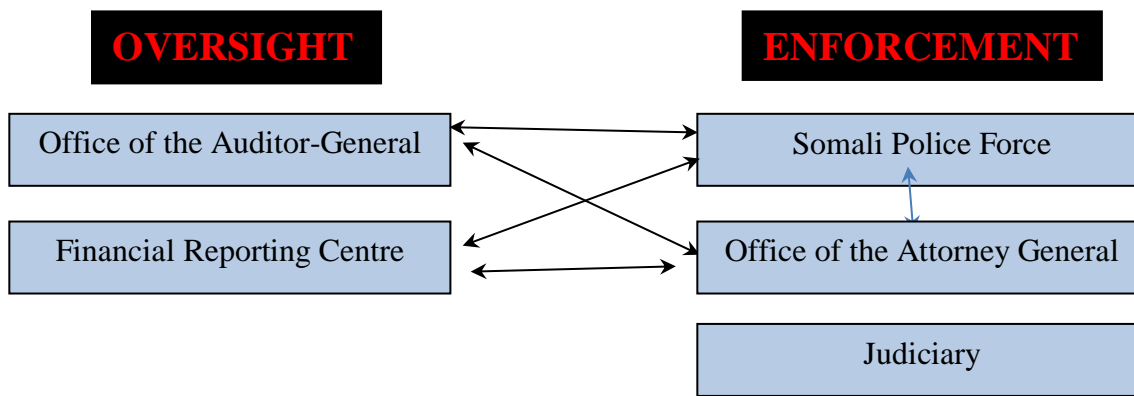 OVERSIGHT
ENFORCEMENT
Office of the Auditor-General
Somali Police Force
Financial Reporting Centre
Office of the Attorney General
Judiciary